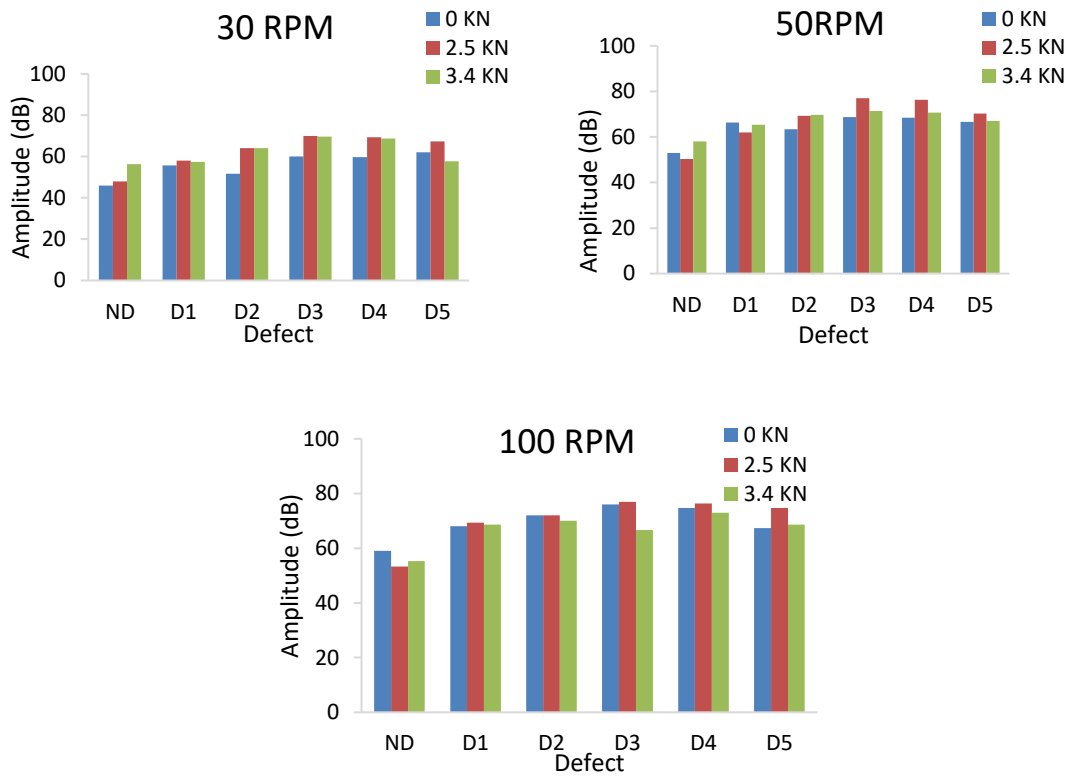 30 RPM
0 KN
2.5 KN
3.4 KN
100
80
60
40
20
0
Amplitude (dB)
ND D1 D2 D3 D4 D5
Defect
50RPM
0 KN
2.5 KN
3.4 KN
100
80
60
40
20
0
Amplitude (dB)
ND D1 D2 D3 D4 D5
Defect
100 RPM
0 KN
2.5 KN
3.4 KN
100
80
60
40
20
0
Amplitude (dB)
ND D1 D2 D3 D4 D5
Defect